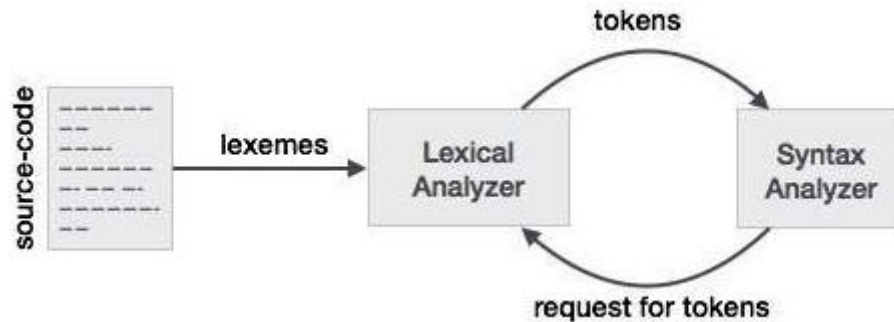 tokens
source-code
lexemes
Lexical
Analyzer
Syntax
Analyzer
request for tokens